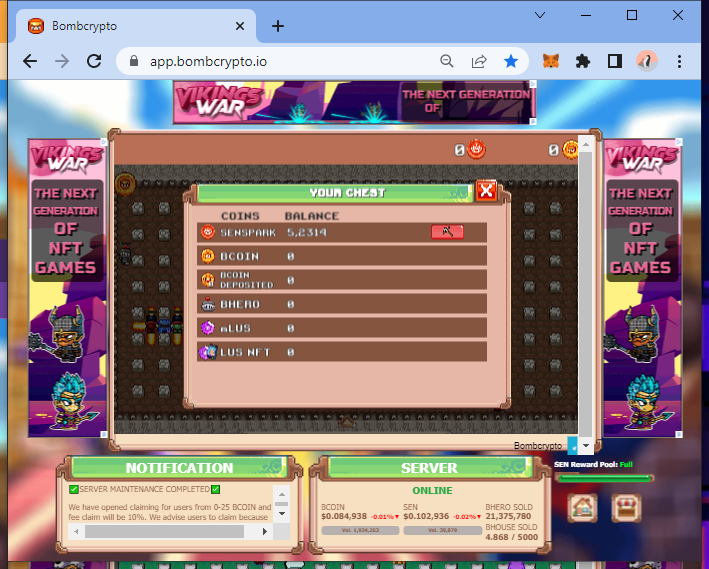 Bombcrypto
app.bombcrypto.io
VIKINGS WAR
THE NEXT GENERATION
OF
VIKINGS WAR
THE NEXT
GENERATION
OF
NFT
GAMES
0
0
YOUR CHEST
COINS BALANCE
SENSPARK 5,2314
BCOIN 0
BCOIN DEPOSITED 0
BHERO 0
mLUS 0
LUS NFT 0
VIKINGS WAR
THE NEXT
GENERATION
OF
NFT
GAMES
Bombcrypto
NOTIFICATION
✅SERVER MAINTENANCE COMPLETED✅
We have opened claiming for users from 0-25 BCOIN and
fee claim will be 10%. We advise users to claim because
SERVER
ONLINE
BCOIN SEN BHERO SOLD
$0.084,938 -0.01%▼ $0.102,936 -0.02%▼ 21,375,780
BHOUSE SOLD
4.868 / 5000
SEN Reward Pool: Full